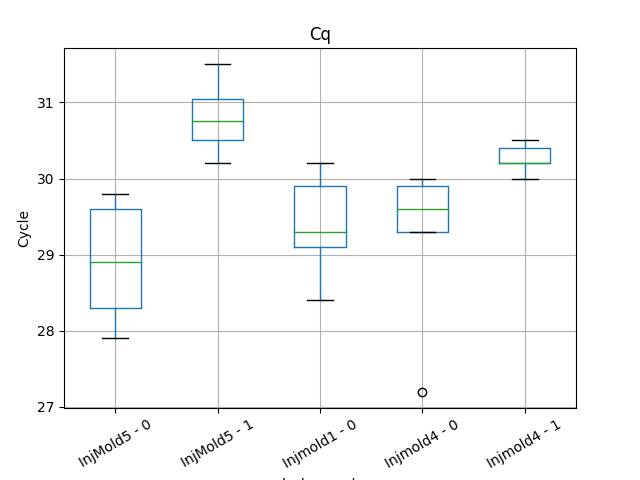 Cq
Cycle
31
30
29
28
27
InjMold5 - 0
InjMold5 - 1
Injmold1 - 0
Injmold4 - 0
Injmold4 - 1